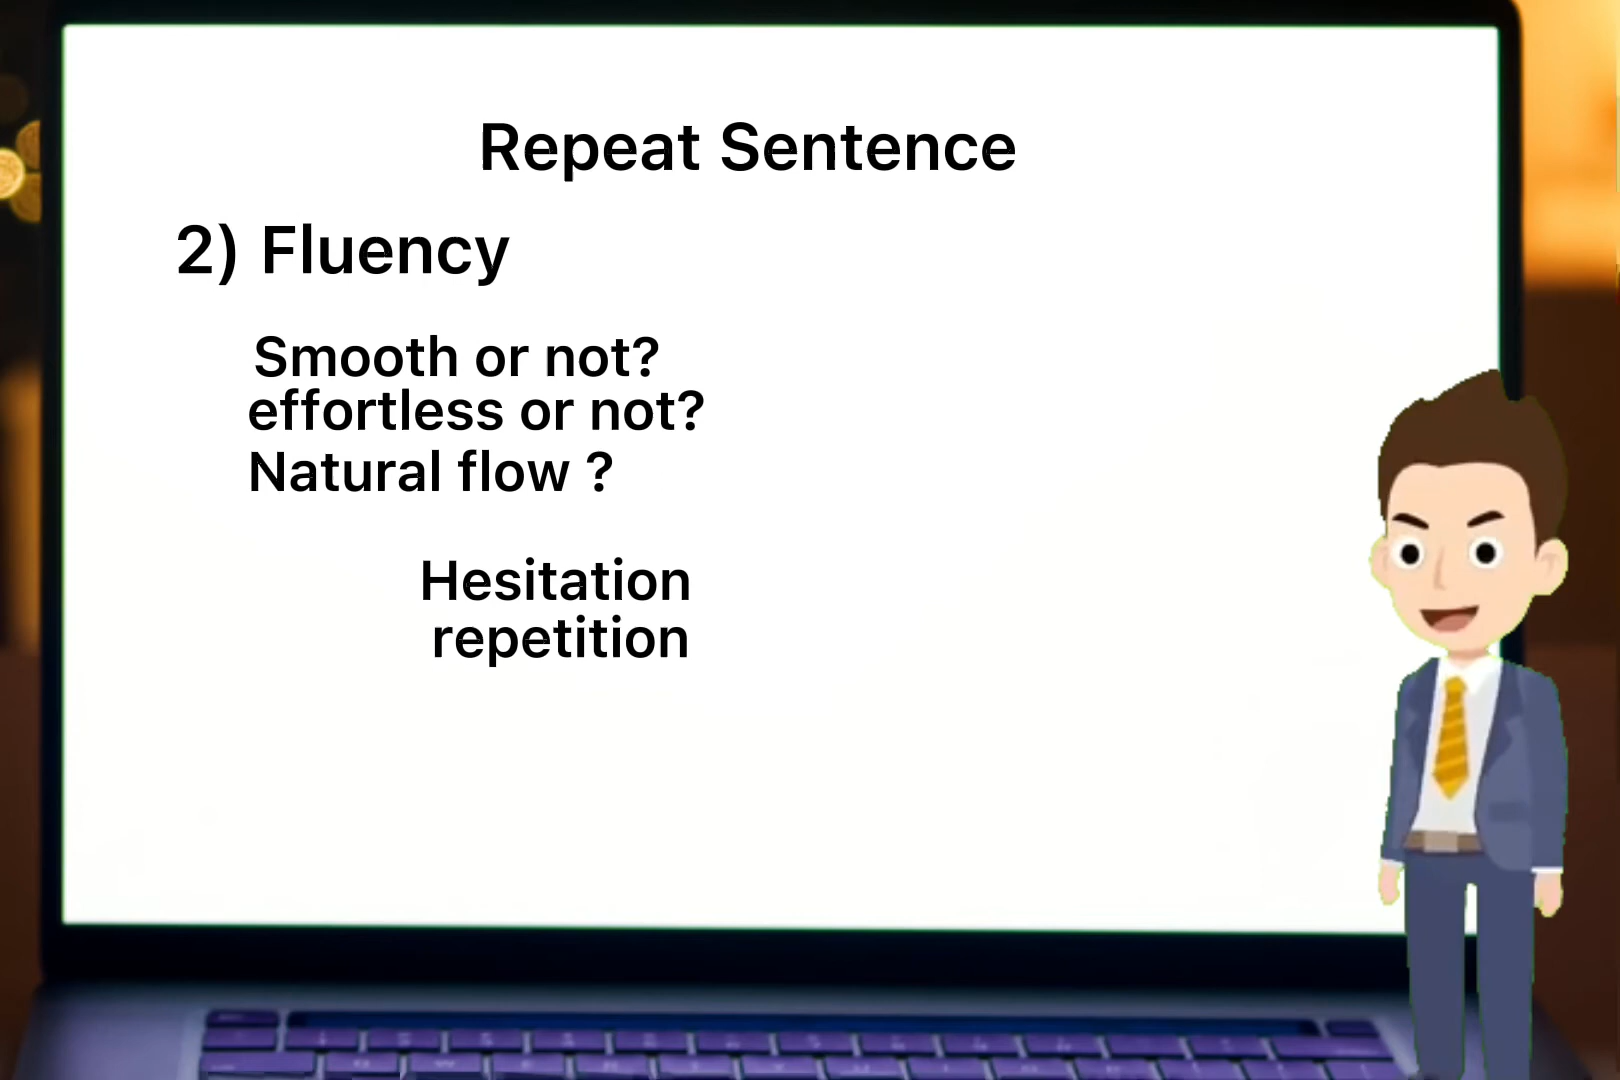 Repeat Sentence
2) Fluency
Smooth or not?
effortless or not?
Natural flow ?
Hesitation
repetition